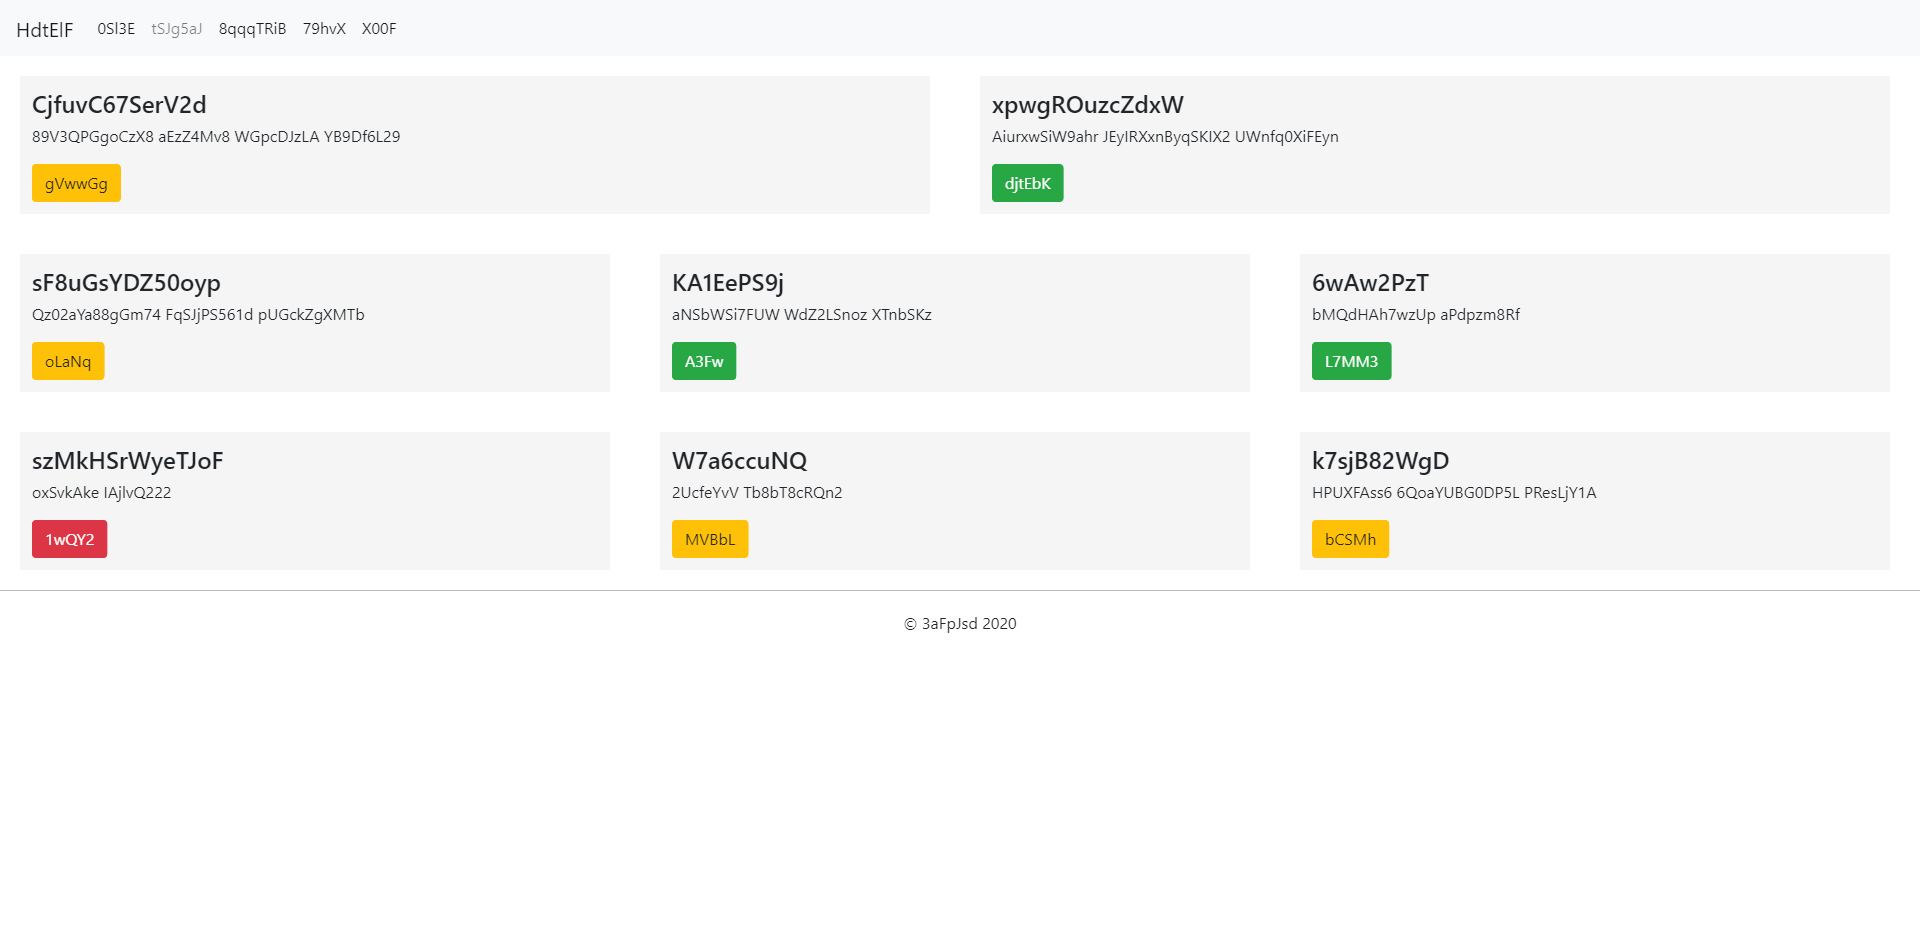 HdtElF 0Sl3E tSJg5aJ 8qqqTRiB 79hvX X00F
CjfuvC67SerV2d
89V3QPGgoCzX8 aEzZ4Mv8 WGpcDJzLA YB9Df6L29
gVwwGg
xpwgROuzcZdxW
AiurxwSiW9ahr JEyIRXxnByqSKIX2 UWnfq0XiFEyn
djtEbK
sF8uGsYDZ50oyp
Qz02aYa88gGm74 FqSJjPS561d pUGckZgXMTb
oLaNq
KA1EePS9j
aNSbWSi7FUW WdZ2LSnoz XTnbSKz
A3Fw
6wAw2PzT
bMQdHAh7wzUp aPdpzm8Rf
L7MM3
szMkHSrWyeTJoF
oxSvkAke IAjlvQ222
1wQY2
W7a6ccuNQ
2UcfeYvV Tb8bT8cRQn2
MVBbL
k7sjB82WgD
HPUXFAss6 6QoaYUBG0DP5L PResLjY1A
bCSMh
© 3aFpJsd 2020